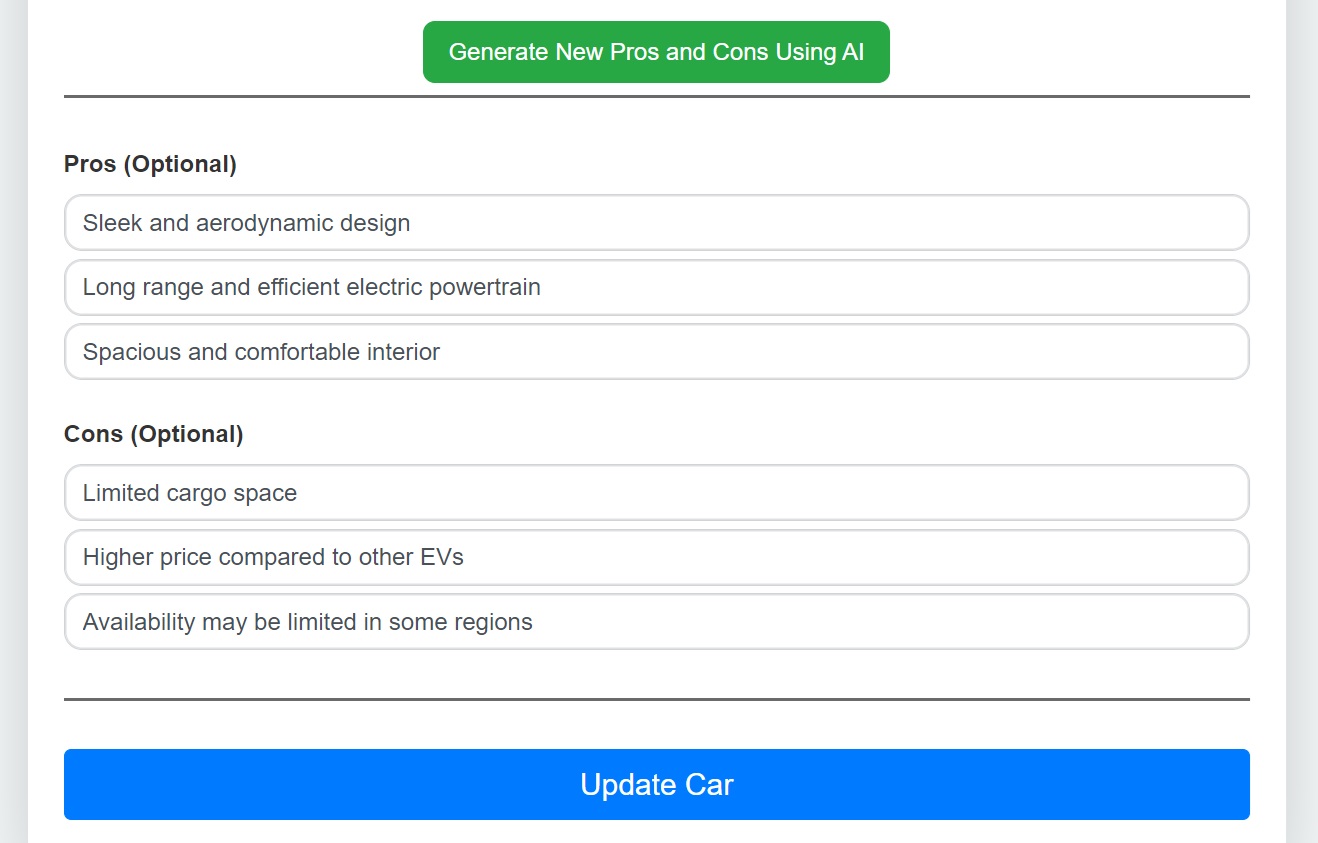 Generate New Pros and Cons Using AI
Pros (Optional)
Sleek and aerodynamic design
Long range and efficient electric powertrain
Spacious and comfortable interior
Cons (Optional)
Limited cargo space
Higher price compared to other EVs
Availability may be limited in some regions
Update Car